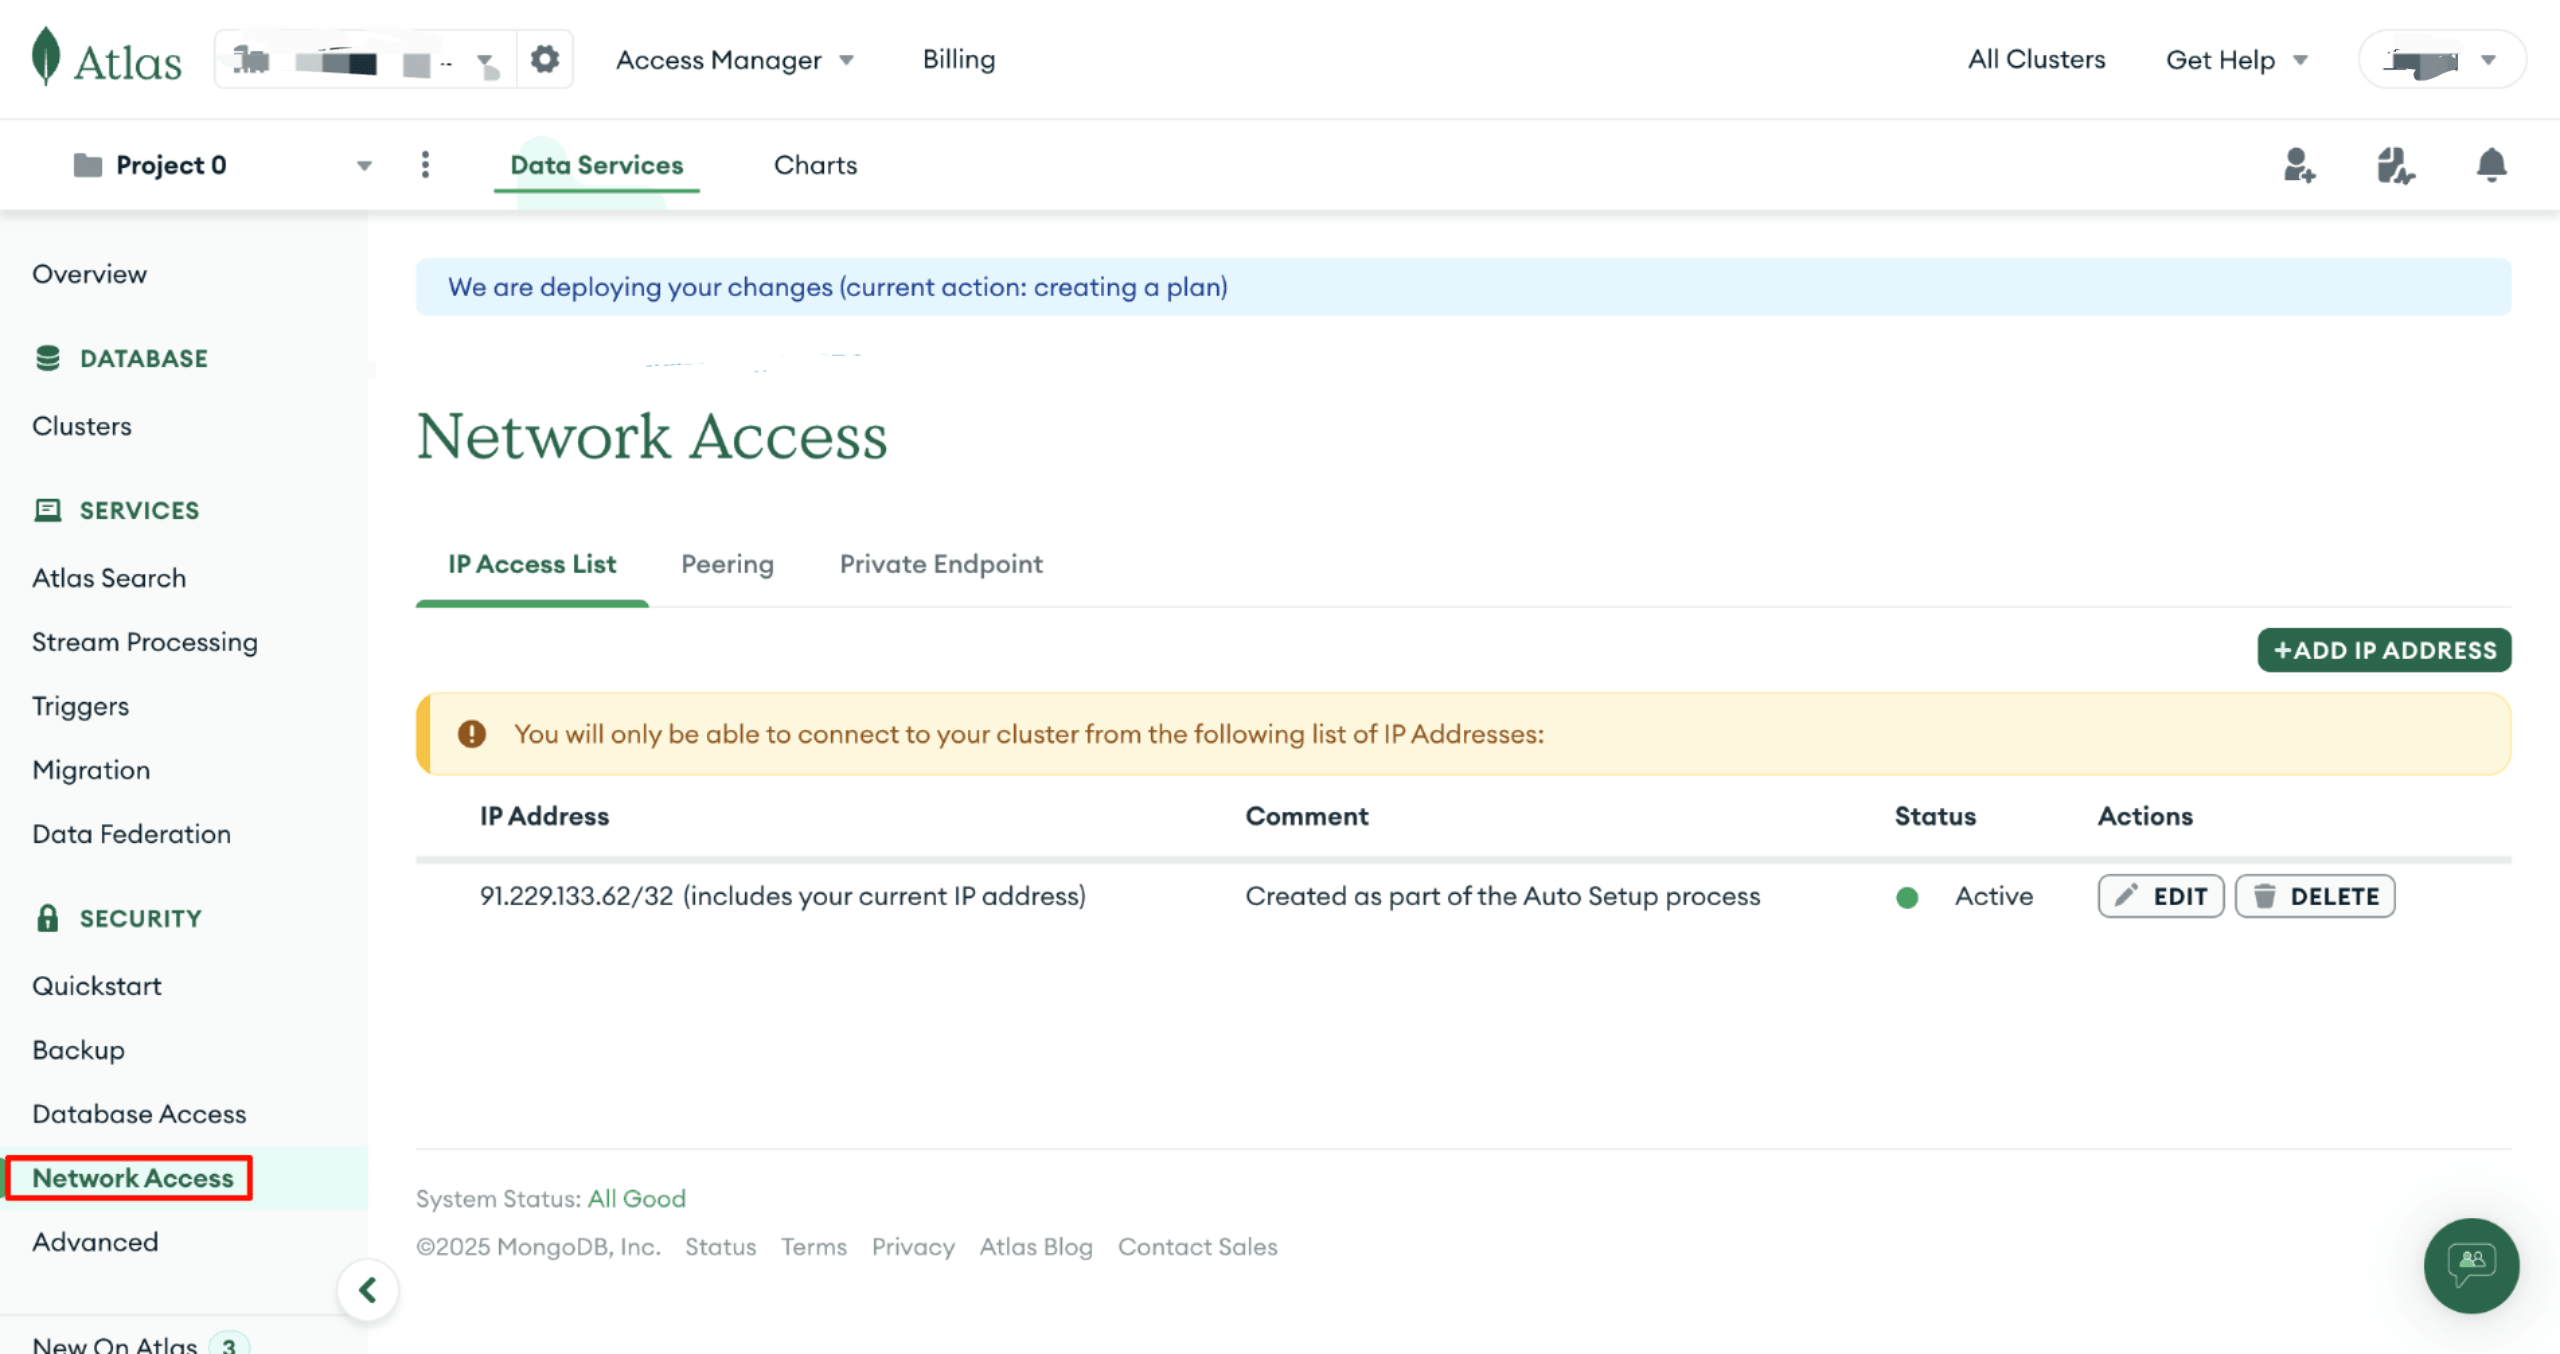 Atlas
Access Manager
Billing
All Clusters
Get Help
Project 0
Data Services
Charts
Overview
We are deploying your changes (current action: creating a plan)
DATABASE
Clusters
Network Access
SERVICES
IP Access List
Peering
Private Endpoint
Atlas Search
Stream Processing
+ADD IP ADDRESS
Triggers
You will only be able to connect to your cluster from the following list of IP Addresses:
Migration
IP Address
Comment
Status
Actions
Data Federation
91.229.133.62/32 (includes your current IP address)
Created as part of the Auto Setup process
Active
EDIT
DELETE
SECURITY
Quickstart
Backup
Database Access
Network Access
System Status: All Good
Advanced
©2025 MongoDB, Inc. Status Terms Privacy Atlas Blog Contact Sales
New On Atlas 3